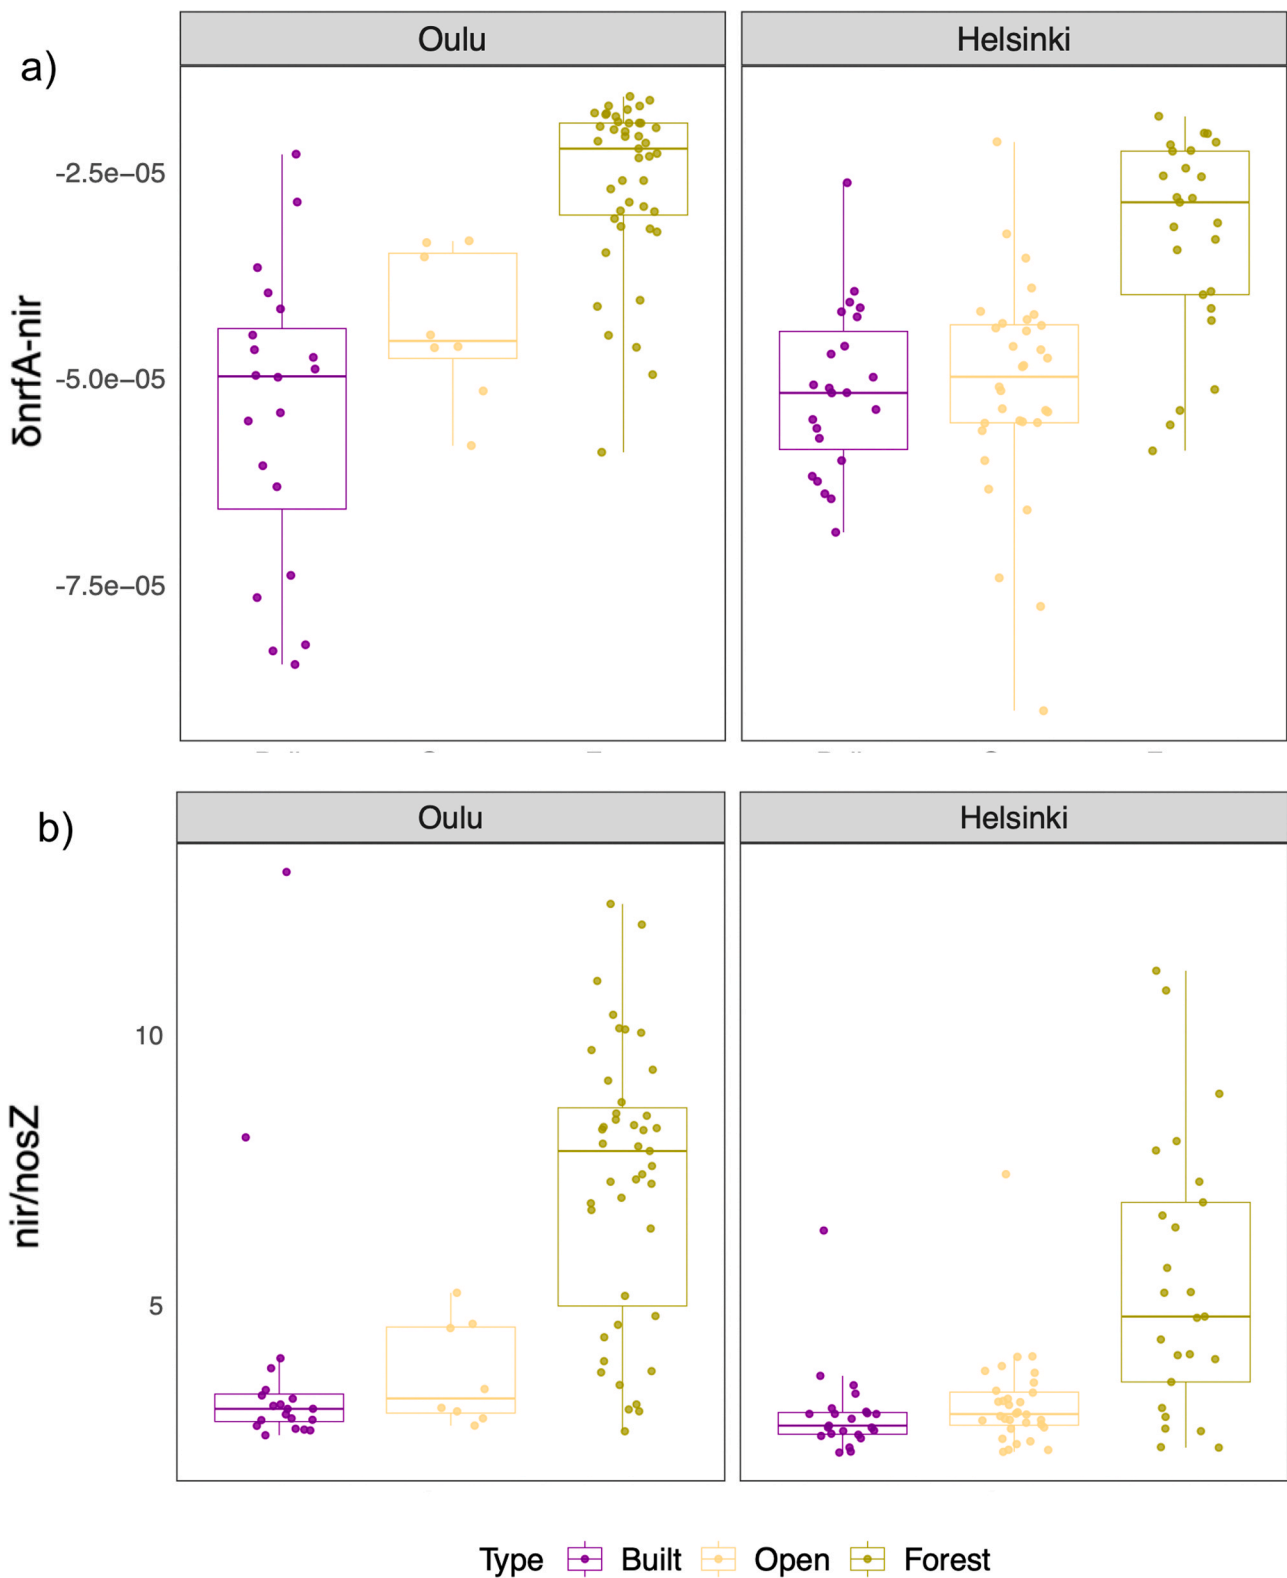 a)
Oulu Helsinki
δnrfA-nir
-2.5e−05
-5.0e−05
-7.5e−05
b)
Oulu Helsinki
nir/nosZ
10
5
Type Built Open Forest